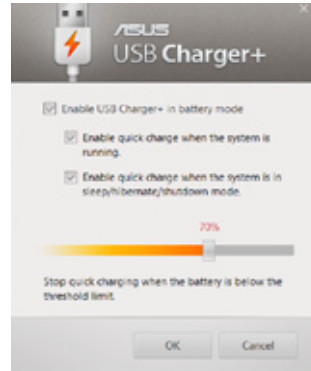 ASUS
USB Charger+
Enable USB Charger+ in battery mode
Enable quick charge when the system is
running.
Enable quick charge when the system is in
sleep/hibernate/shutdown mode.
70%
Stop quick charging when the battery is below the
threshold limit.
OK Cancel